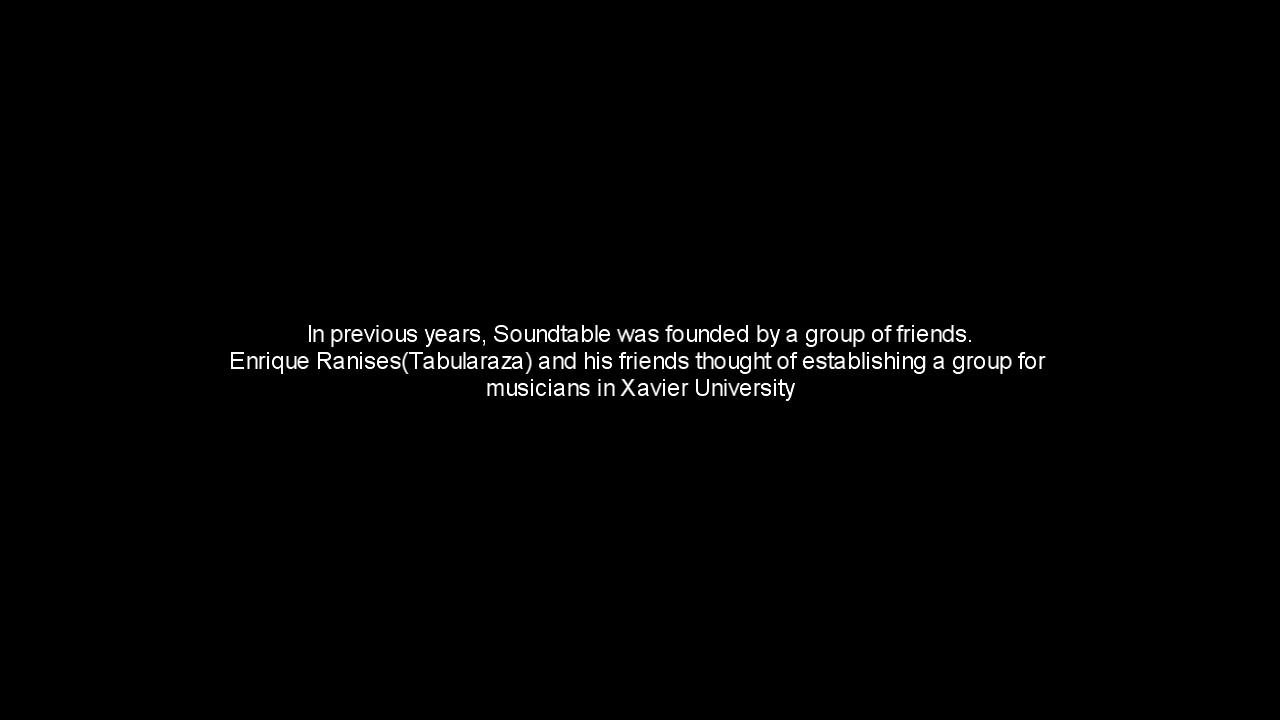 In previous years, Soundtable was founded by a group of friends.
Enrique Ranises(Tabularaza) and his friends thought of establishing a group for
musicians in Xavier University